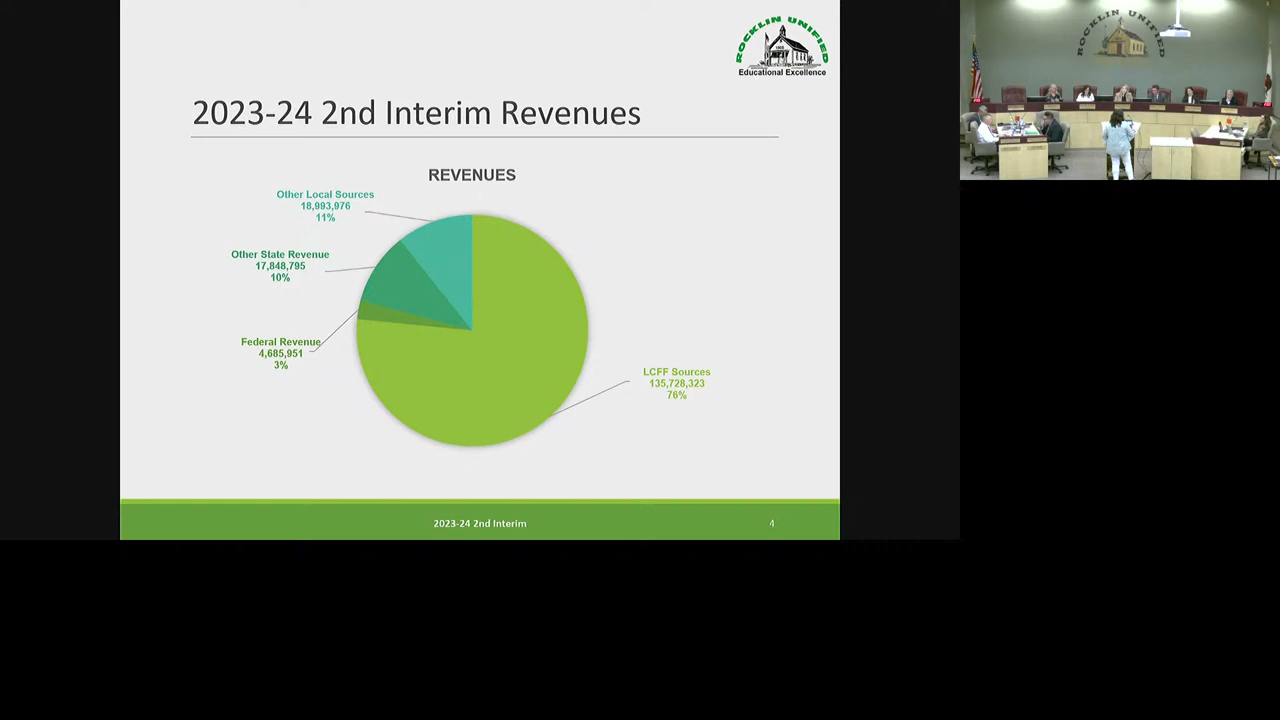 ROCKLIN UNIFIED
Educational Excellence
2023-24 2nd Interim Revenues
REVENUES
Other Local Sources
18,993,976
11%
Other State Revenue
17,848,795
10%
Federal Revenue
4,685,951
3%
LCFF Sources
135,728,323
76%
2023-24 2nd Interim
4
ROCKLIN UNIFIED